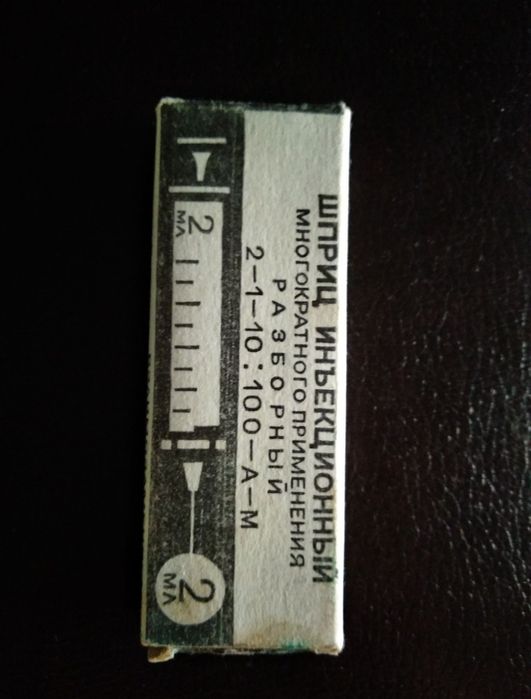 ШПРИЦ ИНЪЕКЦИОННЫЙ
МНОГОКРАТНОГО ПРИМЕНЕНИЯ
РАЗБОРНЫЙ
2-1-10:100-А-М
2
МЛ
2
МЛ